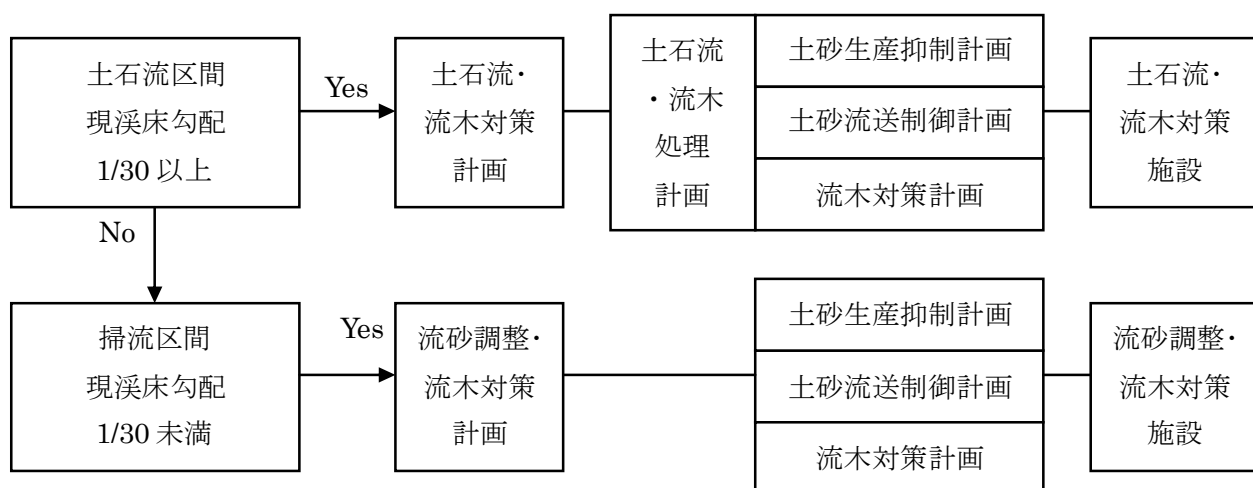 土石流区間
現渓床勾配
1/30 以上
Yes
土石流・
流木対策
計画
土石流
・流木
処理
計画
土砂生産抑制計画
土砂流送制御計画
流木対策計画
土石流・
流木対策
施設
No
掃流区間
現渓床勾配
1/30 未満
Yes
流砂調整・
流木対策
計画
土砂生産抑制計画
土砂流送制御計画
流木対策計画
流砂調整・
流木対策
施設